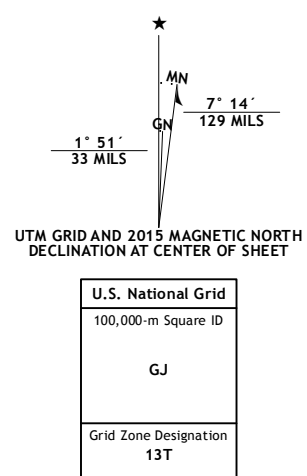 ★
MN
GN
7° 14´
129 MILS
1° 51´
33 MILS
UTM GRID AND 2015 MAGNETIC NORTH
DECLINATION AT CENTER OF SHEET
U.S. National Grid
100,000-m Square ID
GJ
Grid Zone Designation
13T